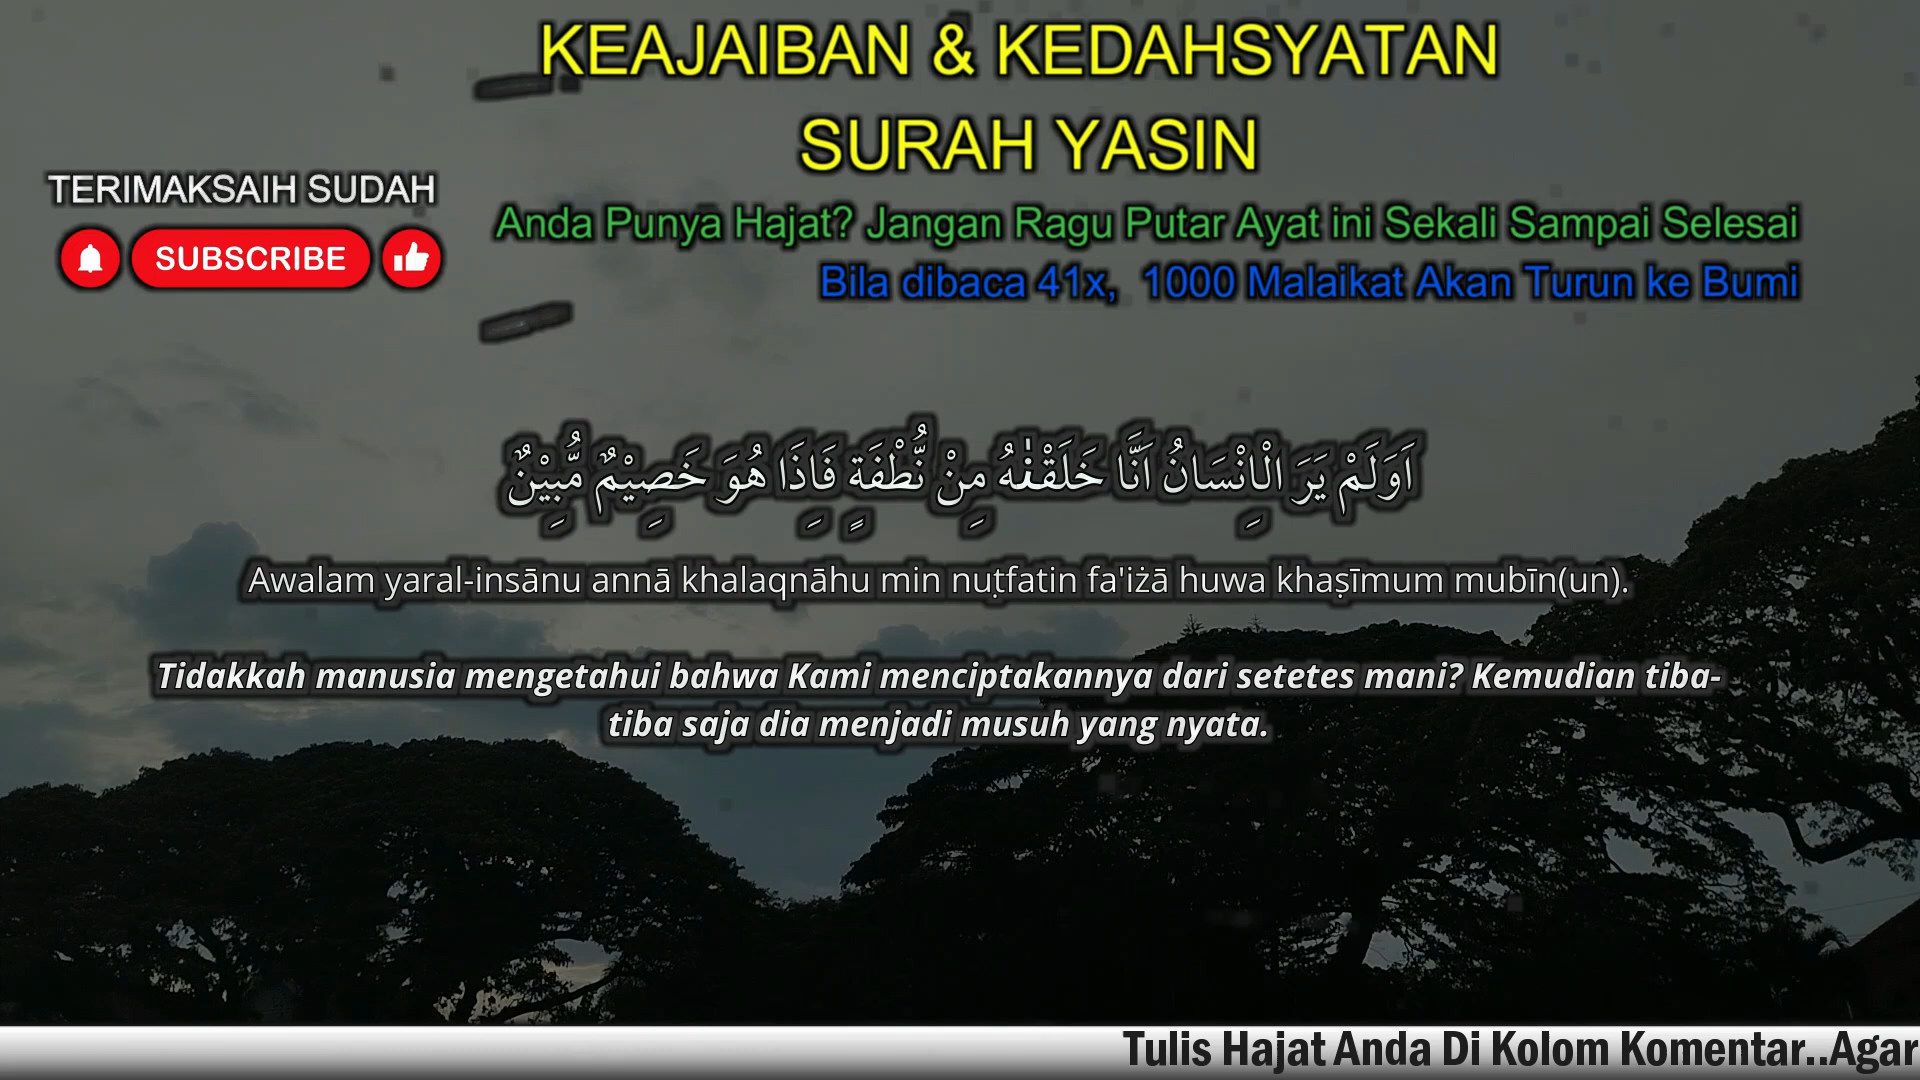 KEAJAIBAN & KEDAHSYATAN
SURAH YASIN
TERIMAKSAIH SUDAH
SUBSCRIBE
Anda Punya Hajat? Jangan Ragu Putar Ayat ini Sekali Sampai Selesai
Bila dibaca 41x, 1000 Malaikat Akan Turun ke Bumi
اَوَلَمْ يَرَ الْاِنْسَانُ اَنَّا خَلَقْنٰهُ مِنْ نُّطْفَةٍ فَاِذَا هُوَ خَصِيْمٌ مُّبِيْنٌ
Awalam yaral-insānu annā khalaqnāhu min nuṭfatin fa'iżā huwa khaṣīmum mubīn(un).
Tidakkah manusia mengetahui bahwa Kami menciptakannya dari setetes mani? Kemudian tiba-
tiba saja dia menjadi musuh yang nyata.
Tulis Hajat Anda Di Kolom Komentar..Agar